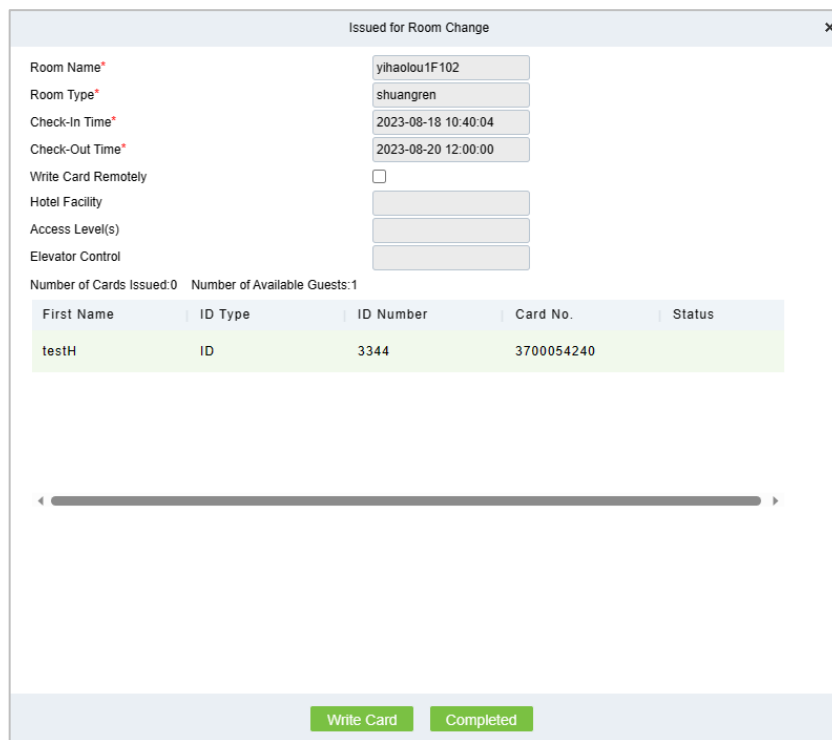 Issued for Room Change ×
Room Name* yihaolou1F102
Room Type* shuangren
Check-In Time* 2023-08-18 10:40:04
Check-Out Time* 2023-08-20 12:00:00
Write Card Remotely
Hotel Facility
Access Level(s)
Elevator Control
Number of Cards Issued:0 Number of Available Guests:1
First Name ID Type ID Number Card No. Status
testH ID 3344 3700054240
Write Card Completed